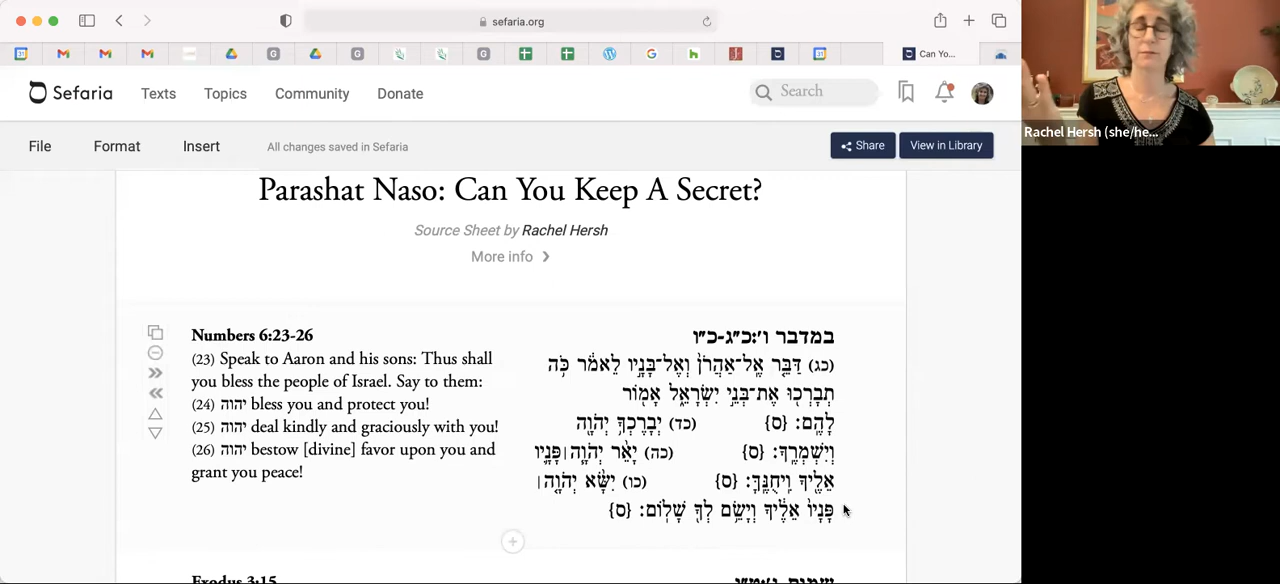 sefaria.org
Can Yo...
Sefaria
Texts
Topics
Community
Donate
Search
Rachel Hersh (she/he...
File
Format
Insert
All changes saved in Sefaria
Share
View in Library
Parashat Naso: Can You Keep A Secret?
Source Sheet by Rachel Hersh
More info
Numbers 6:23-26
(23) Speak to Aaron and his sons: Thus shall
you bless the people of Israel. Say to them:
(24) יהוה bless you and protect you!
(25) יהוה deal kindly and graciously with you!
(26) יהוה bestow [divine] favor upon you and
grant you peace!
במדבר ו׳:כ״ג-כ״ו
(כג) דַּבֵּ֤ר אֶֽל־אַהֲרֹן֙ וְאֶל־בָּנָ֣יו לֵאמֹ֔ר כֹּ֥ה
תְבָרְכ֖וּ אֶת־בְּנֵ֣י יִשְׂרָאֵ֑ל אָמ֖וֹר
לָהֶֽם׃ {ס} (כד) יְבָרֶכְךָ֥ יְהֹוָ֖ה
וְיִשְׁמְרֶֽךָ׃ {ס} (כה) יָאֵ֨ר יְהֹוָ֧ה׀ פָּנָ֛יו
אֵלֶ֖יךָ וִֽיחֻנֶּֽךָּ׃ {ס} (כו) יִשָּׂ֨א יְהֹוָ֤ה׀
פָּנָיו֙ אֵלֶ֔יךָ וְיָשֵׂ֥ם לְךָ֖ שָׁלֽוֹם׃ {ס}
Exodus 3:15